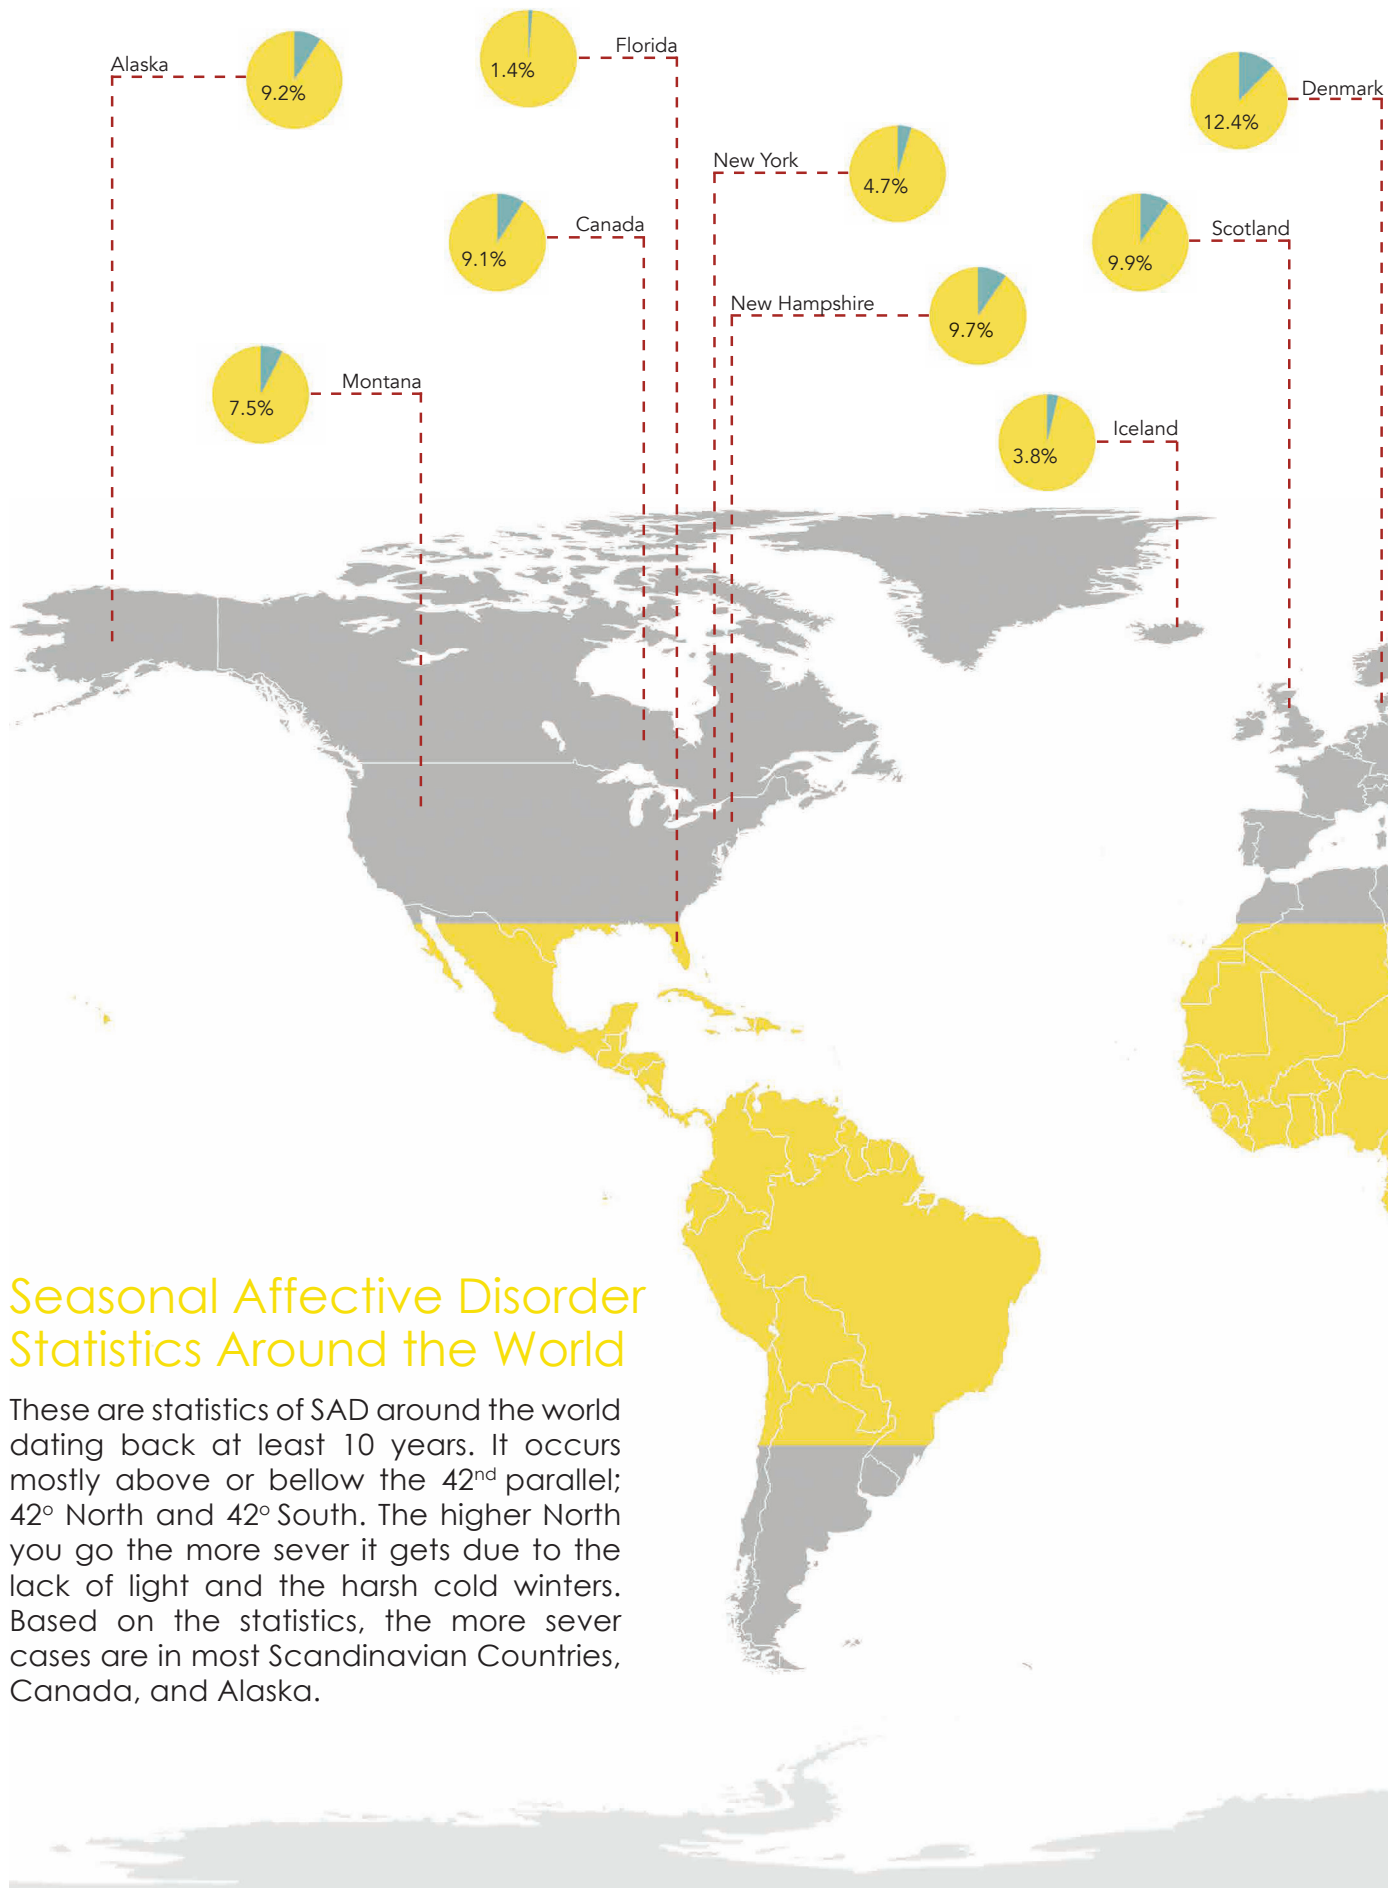 Alaska
9.2%
1.4%
Florida
Denmark
12.4%
New York
4.7%
Canada
9.1%
Scotland
9.9%
New Hampshire
9.7%
Montana
7.5%
Iceland
3.8%
Seasonal Affective Disorder
Statistics Around the World
These are statistics of SAD around the world
dating back at least 10 years. It occurs
mostly above or bellow the 42nd parallel;
42º North and 42º South. The higher North
you go the more sever it gets due to the
lack of light and the harsh cold winters.
Based on the statistics, the more sever
cases are in most Scandinavian Countries,
Canada, and Alaska.